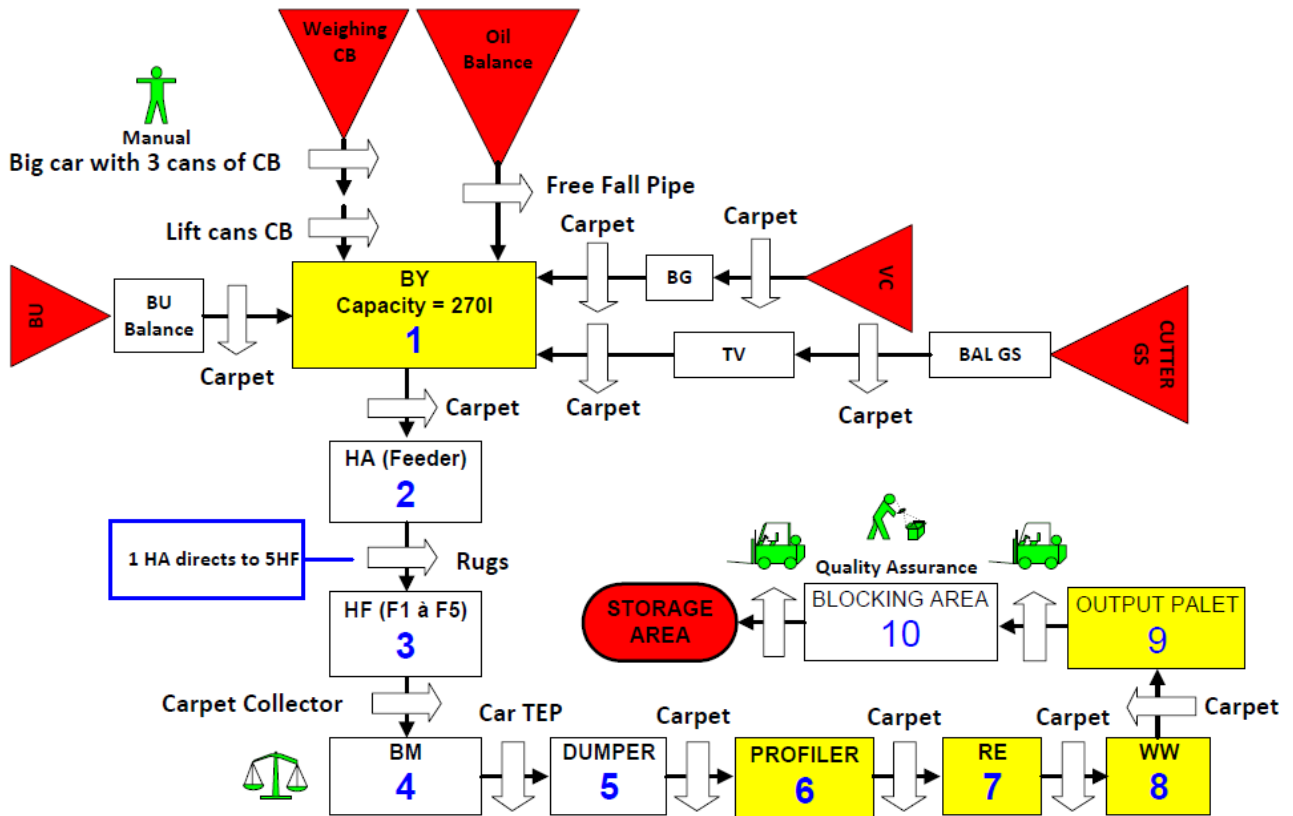 Weighing
CB
Oil
Balance
Manual
Big car with 3 cans of CB
Free Fall Pipe
Lift cans CB
Carpet
Carpet
BU
BU
Balance
Carpet
BY
Capacity = 270l
1
BG
VC
TV
BAL GS
CUTTER
GS
Carpet
Carpet
Carpet
HA (Feeder)
2
1 HA directs to 5HF
Rugs
HF (F1 à F5)
3
Quality Assurance
STORAGE
AREA
BLOCKING AREA
10
OUTPUT PALET
9
Carpet Collector
Car TEP
Carpet
Carpet
Carpet
Carpet
BM
4
DUMPER
5
PROFILER
6
RE
7
WW
8